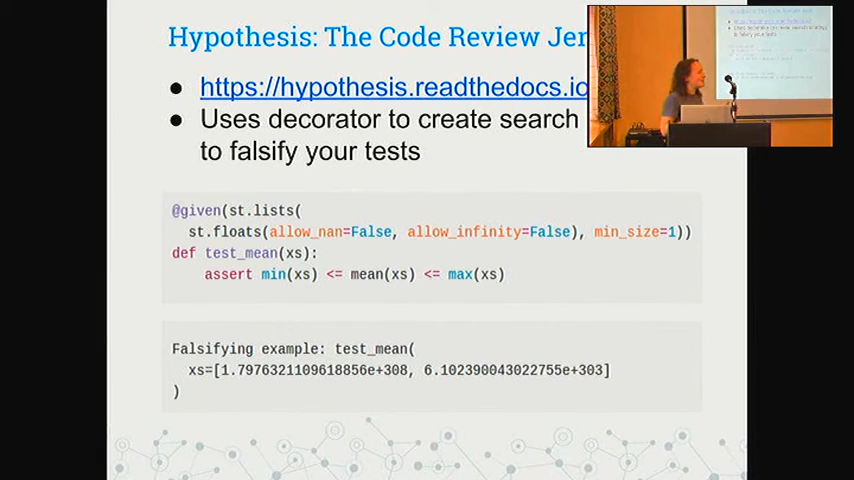 Hypothesis: The Code Review Jer
https://hypothesis.readthedocs.io
Uses decorator to create search
to falsify your tests
@given(st.lists(
st.floats(allow_nan=False, allow_infinity=False), min_size=1))
def test_mean(xs):
assert min(xs) <= mean(xs) <= max(xs)
Falsifying example: test_mean(
xs=[1.7976321109618856e+308, 6.102390043022755e+303]
)